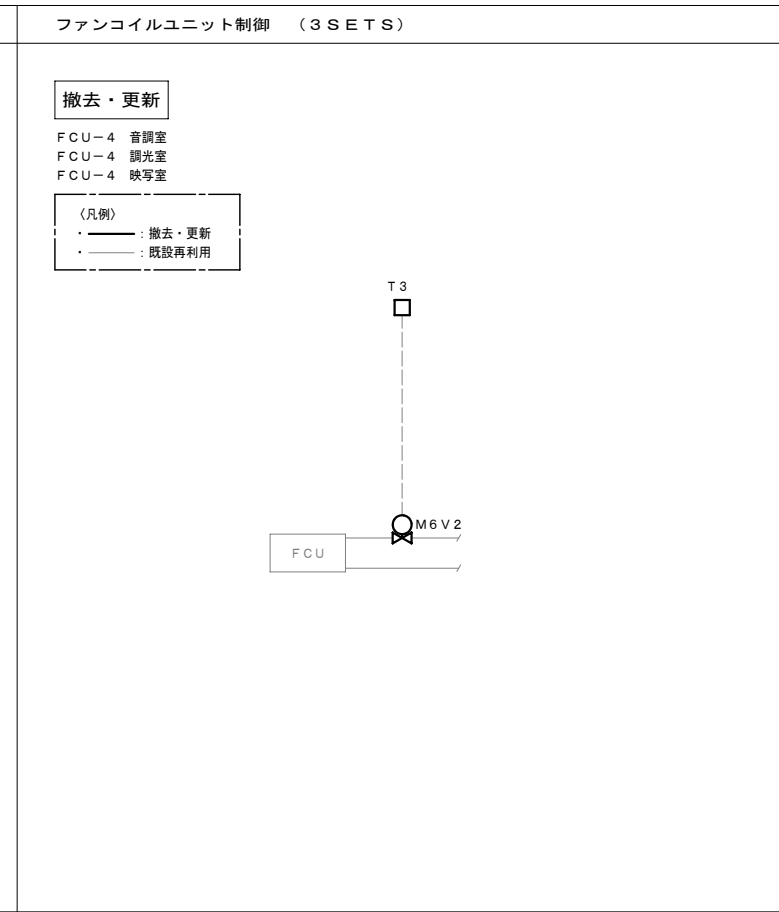 ファンコイルユニット制御　（３ＳＥＴＳ）
撤去・更新
ＦＣＵ－４　音調室
ＦＣＵ－４　調光室
ＦＣＵ－４　映写室
〈凡例〉
・ ：撤去・更新
・ ：既設再利用
Ｔ３
Ｍ６Ｖ２
ＦＣＵ